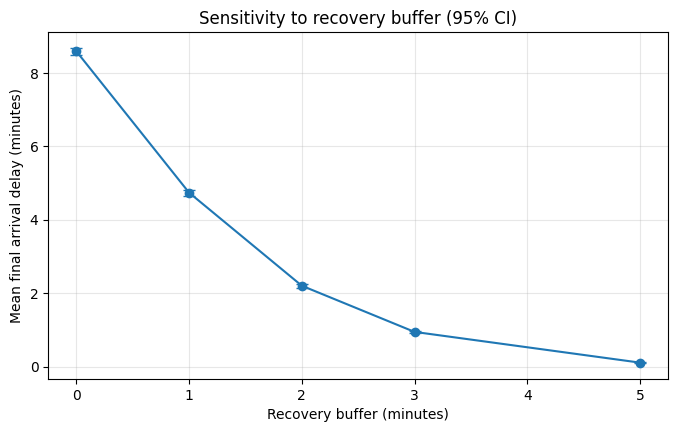 Sensitivity to recovery buffer (95% CI)
Mean final arrival delay (minutes)
8
6
4
2
0
0 1 2 3 4 5
Recovery buffer (minutes)